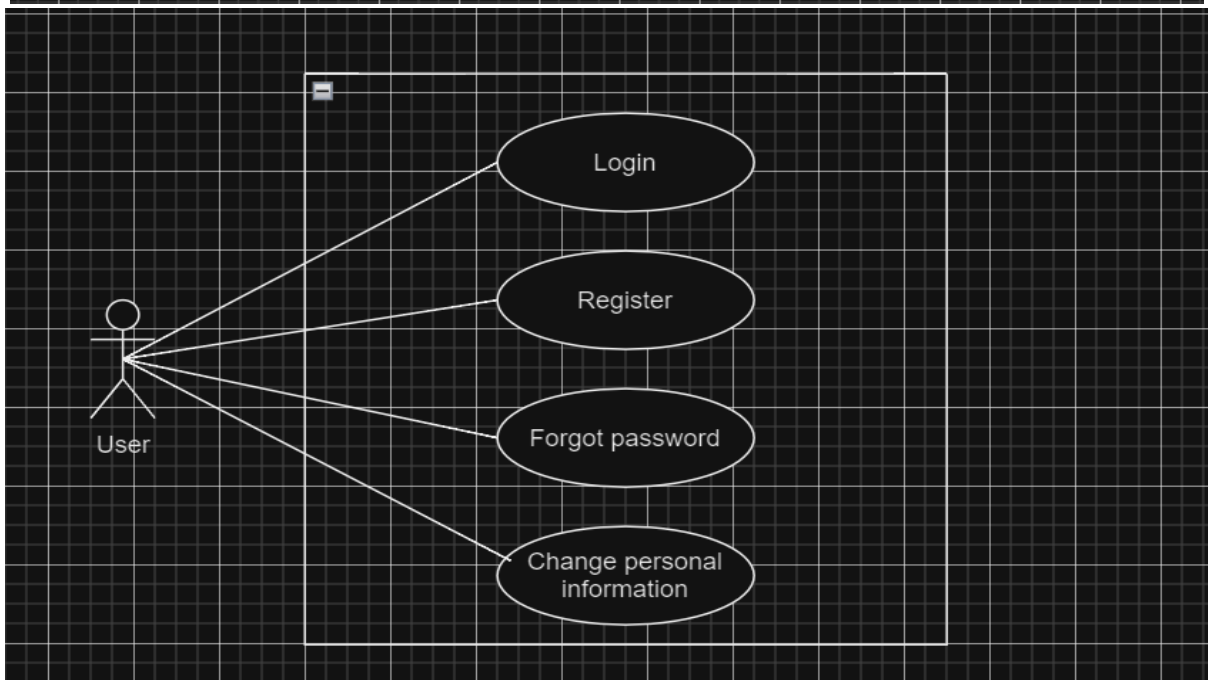 Login
Register
User
Forgot password
Change personal
information